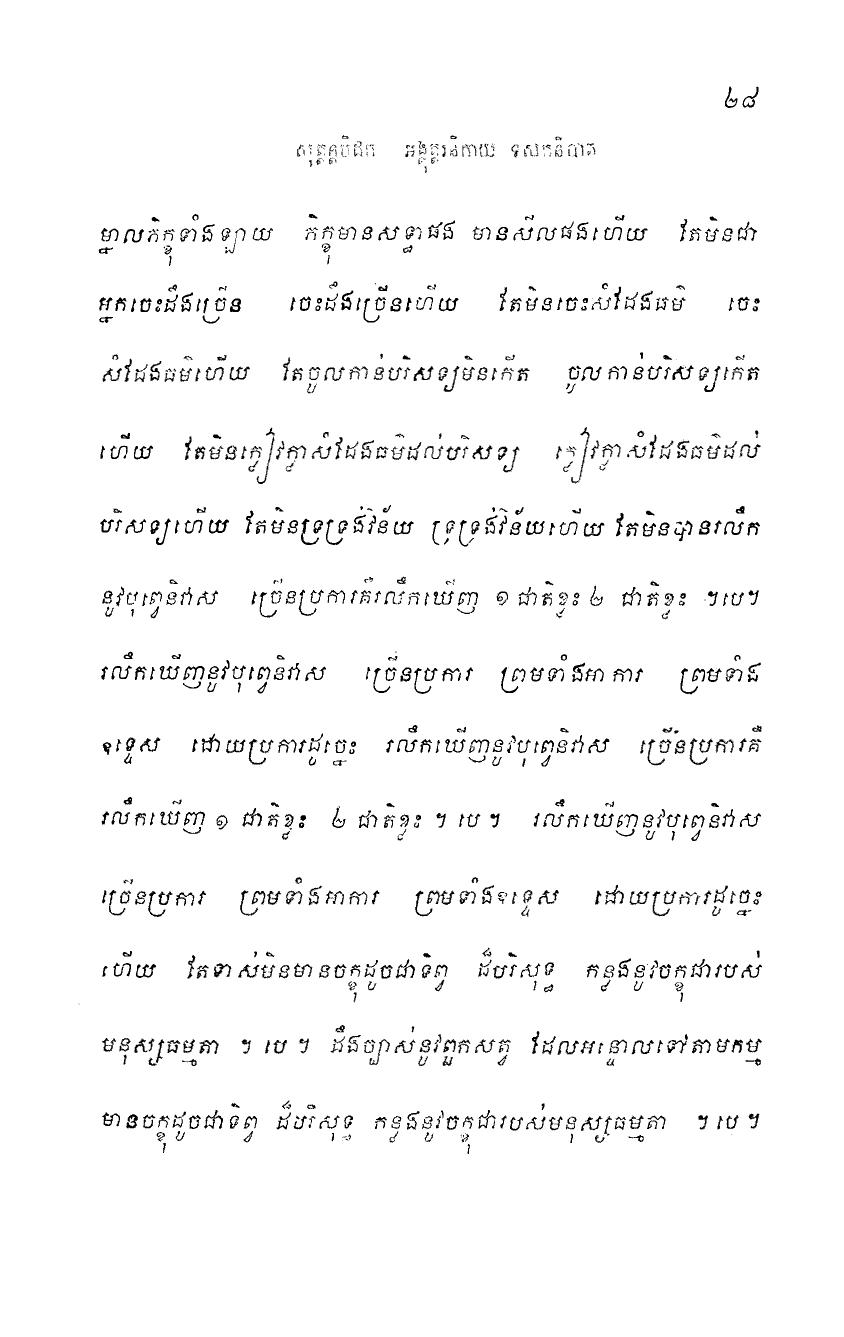 ២៨
សុត្តន្តបិដក អង្គុត្តរនិកាយ ទសកនិបាត
ម្នាលភិក្ខុទាំងឡាយ ភិក្ខុមានសទ្ធាផង មានសីលផងហើយ តែមិនជា
អ្នកចេះដឹងច្រើន ចេះដឹងច្រើនហើយ តែមិនចេះសំដែងធម៌ ចេះ
សំដែងធម៌ហើយ តែចូលកាន់បរិសទ្យមិនកើត ចូលកាន់បរិសទ្យកើត
ហើយ តែមិនក្លៀវក្លាសំដែងធម៌ដល់បរិសទ្យ ក្លៀវក្លាសំដែងធម៌ដល់
បរិសទ្យហើយ តែមិនទ្រទ្រង់វិន័យ ទ្រទ្រង់វិន័យហើយ តែមិនបានរលឹក
នូវបុព្វេនិវាស ច្រើនប្រការគឺរលឹកឃើញ ១ ជាតិខ្លះ ២ ជាតិខ្លះ ។បេ។
រលឹកឃើញនូវបុព្វេនិវាស ច្រើនប្រការ ព្រមទាំងអាការ ព្រមទាំង
ឧទ្ទេស ដោយប្រការដូច្នេះ រលឹកឃើញនូវបុព្វេនិវាស ច្រើនប្រការគឺ
រលឹកឃើញ ១ ជាតិខ្លះ ២ ជាតិខ្លះ ។ បេ ។ រលឹកឃើញនូវបុព្វេនិវាស
ច្រើនប្រការ ព្រមទាំងអាការ ព្រមទាំងឧទ្ទេស ដោយប្រការដូច្នេះ
ហើយ តែទាស់មិនមានចក្ខុដូចជាទិព្វ ដ៏បរិសុទ្ធ កន្លងនូវចក្ខុជារបស់
មនុស្សធម្មតា ។ បេ ។ ដឹងច្បាស់នូវពួកសត្វ ដែលអន្ទោលទៅតាមកម្ម
មានចក្ខុដូចជាទិព្វ ដ៏បរិសុទ្ធ កន្លងនូវចក្ខុជារបស់មនុស្សធម្មតា ។ បេ ។